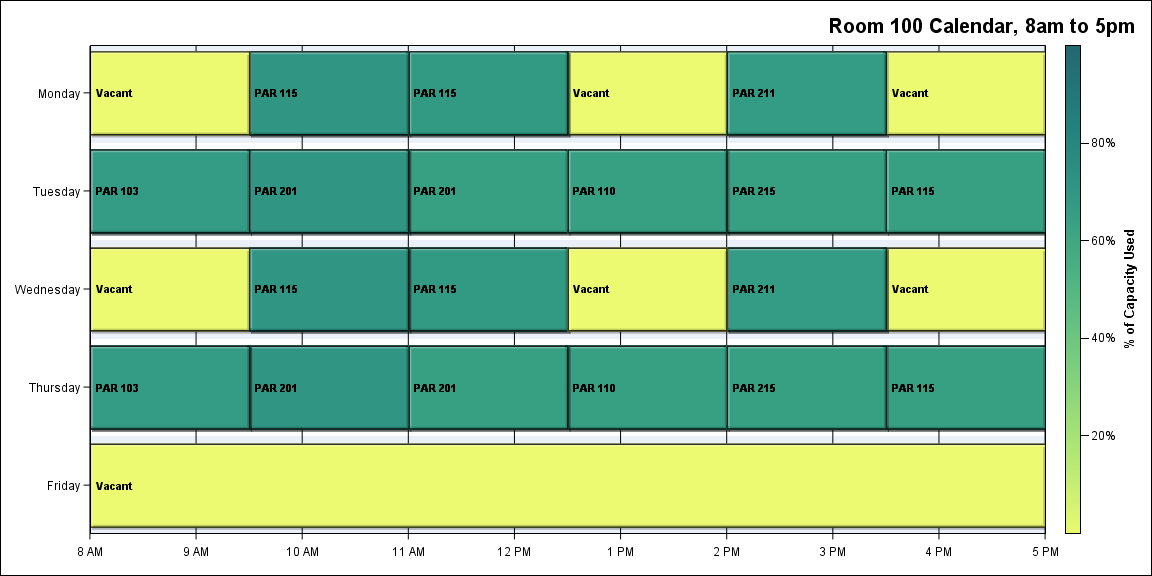 Room 100 Calendar, 8am to 5pm
Monday
Vacant
PAR 115
PAR 115
Vacant
PAR 211
Vacant
Tuesday
PAR 103
PAR 201
PAR 201
PAR 110
PAR 215
PAR 115
Wednesday
Vacant
PAR 115
PAR 115
Vacant
PAR 211
Vacant
Thursday
PAR 103
PAR 201
PAR 201
PAR 110
PAR 215
PAR 115
Friday
Vacant
8 AM
9 AM
10 AM
11 AM
12 PM
1 PM
2 PM
3 PM
4 PM
5 PM
80%
60%
40%
20%
% of Capacity Used